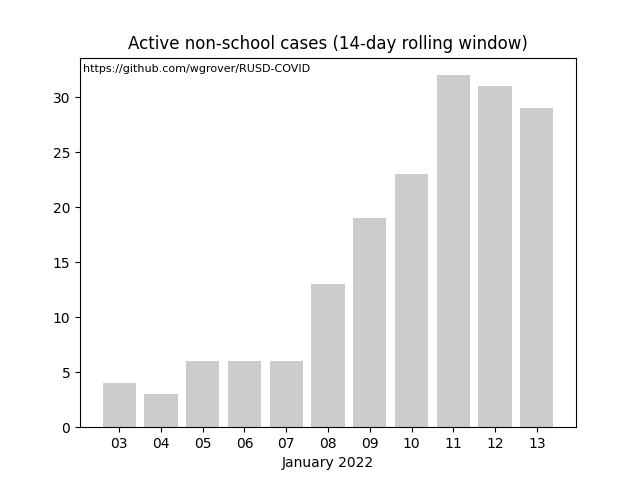 Active non-school cases (14-day rolling window)
https://github.com/wgrover/RUSD-COVID
30
25
20
15
10
5
0
03 04 05 06 07 08 09 10 11 12 13
January 2022